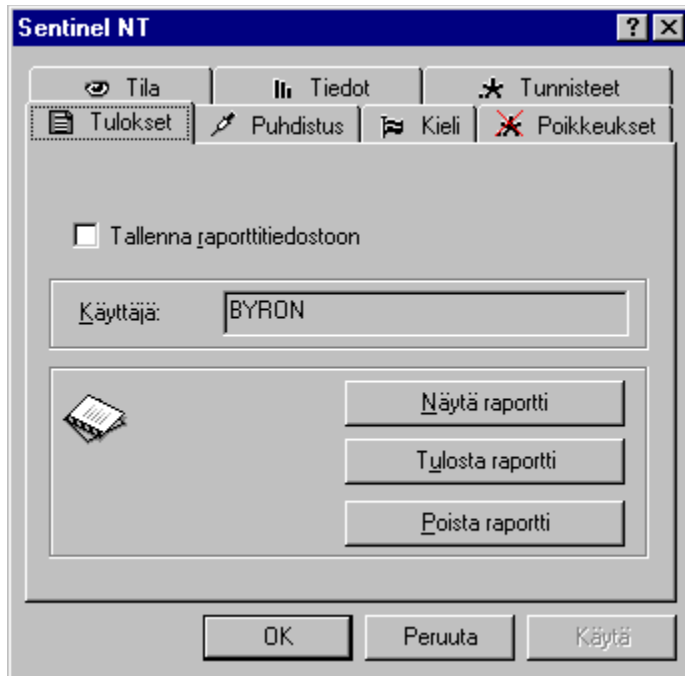 Sentinel NT
Tila Tiedot Tunnisteet
Tulokset Puhdistus Kieli Poikkeukset
Tallenna raporttitiedostoon
Käyttäjä: BYRON
Näytä raportti
Tulosta raportti
Poista raportti
OK Peruuta Käytä